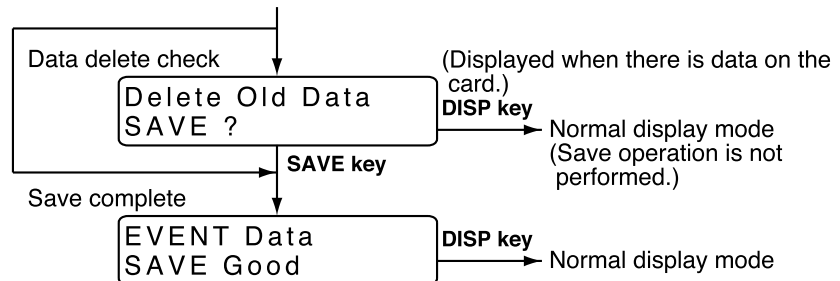 Data delete check
(Displayed when there is data on the
card.)
Delete Old Data
SAVE ?
DISP key
Normal display mode
(Save operation is not
performed.)
SAVE key
Save complete
EVENT Data
SAVE Good
DISP key
Normal display mode